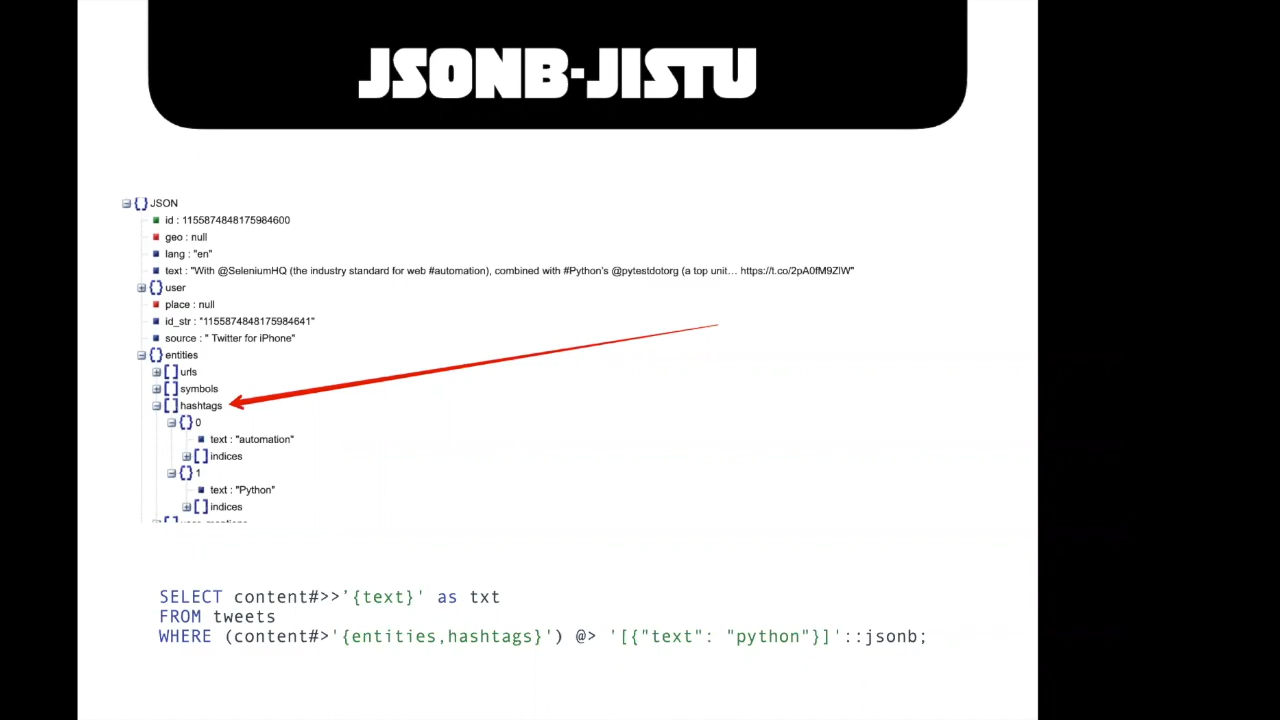 JSONB-JISTU
JSON
id : 1155874848175984600
geo : null
lang : "en"
text : "With @SeleniumHQ (the industry standard for web #automation), combined with #Python's @pytestdotorg (a top unit… https://t.co/2pA0fM9ZlW"
user
place : null
id_str : "1155874848175984641"
source : " Twitter for iPhone"
entities
urls
symbols
hashtags
0
text : "automation"
indices
1
text : "Python"
indices
SELECT content#>>’{text}' as txt
FROM tweets
WHERE (content#>'{entities,hashtags}') @> '[{"text": "python"}]'::jsonb;